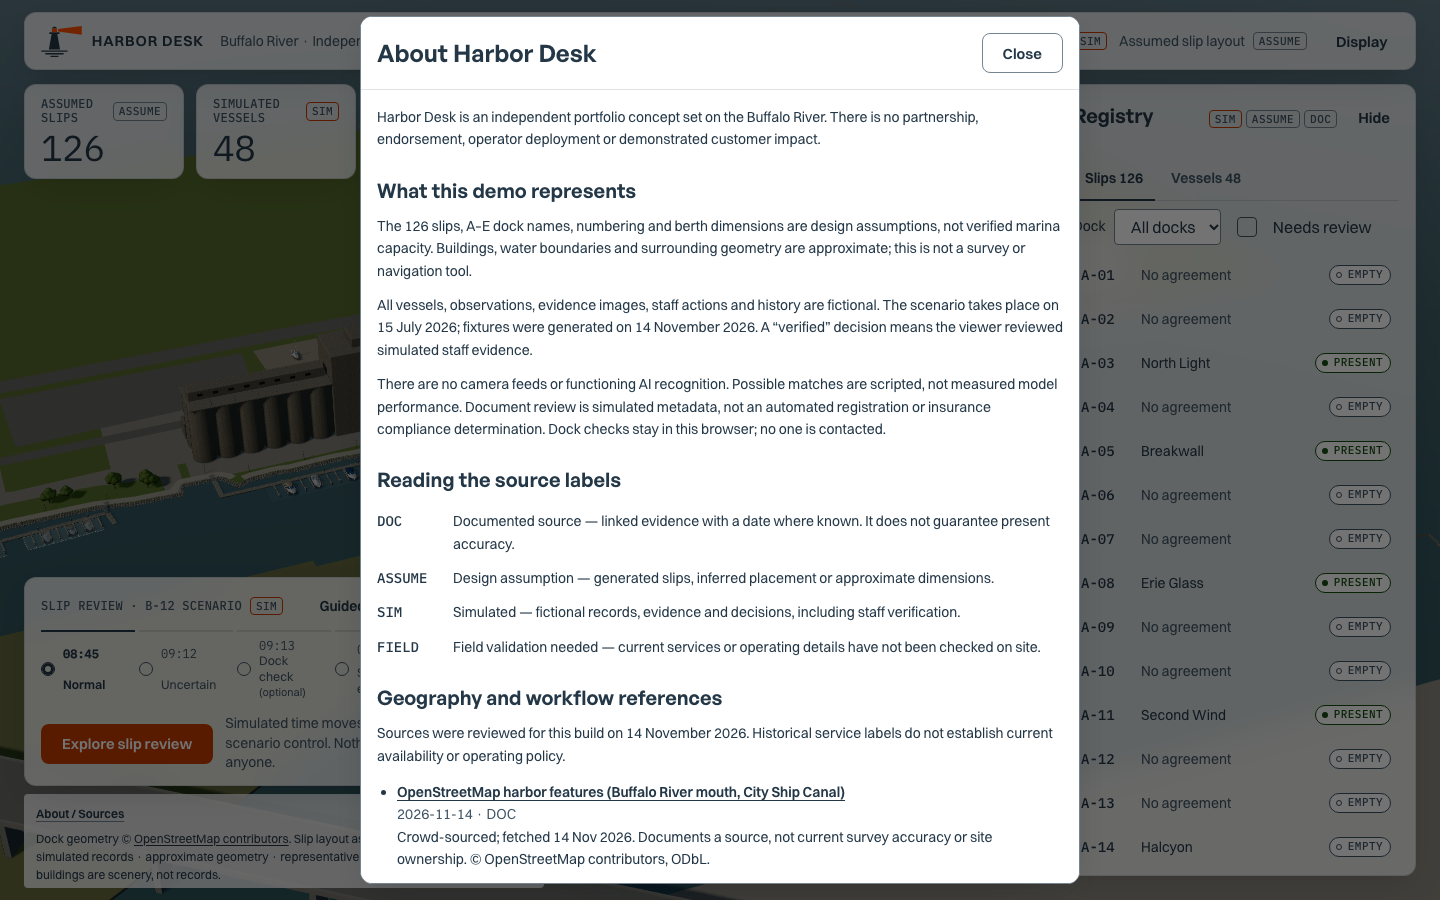 HARBOR DESK
Buffalo River · Indepen
SIM
Assumed slip layout
ASSUME
Display
ASSUMED
SLIPS
ASSUME
126
SIMULATED
VESSELS
SIM
48
About Harbor Desk
Close
Harbor Desk is an independent portfolio concept set on the Buffalo River. There is no partnership,
endorsement, operator deployment or demonstrated customer impact.
What this demo represents
The 126 slips, A–E dock names, numbering and berth dimensions are design assumptions, not verified marina
capacity. Buildings, water boundaries and surrounding geometry are approximate; this is not a survey or
navigation tool.
All vessels, observations, evidence images, staff actions and history are fictional. The scenario takes place on
15 July 2026; fixtures were generated on 14 November 2026. A “verified” decision means the viewer reviewed
simulated staff evidence.
There are no camera feeds or functioning AI recognition. Possible matches are scripted, not measured model
performance. Document review is simulated metadata, not an automated registration or insurance
compliance determination. Dock checks stay in this browser; no one is contacted.
Reading the source labels
DOC
Documented source — linked evidence with a date where known. It does not guarantee present
accuracy.
ASSUME
Design assumption — generated slips, inferred placement or approximate dimensions.
SIM
Simulated — fictional records, evidence and decisions, including staff verification.
FIELD
Field validation needed — current services or operating details have not been checked on site.
Geography and workflow references
Sources were reviewed for this build on 14 November 2026. Historical service labels do not establish current
availability or operating policy.
• OpenStreetMap harbor features (Buffalo River mouth, City Ship Canal)
2026-11-14 · DOC
Crowd-sourced; fetched 14 Nov 2026. Documents a source, not current survey accuracy or site
ownership. © OpenStreetMap contributors, ODbL.
Registry
SIM
ASSUME
DOC
Hide
Slips 126
Vessels 48
Dock
All docks
Needs review
A-01 No agreement EMPTY
A-02 No agreement EMPTY
A-03 North Light PRESENT
A-04 No agreement EMPTY
A-05 Breakwall PRESENT
A-06 No agreement EMPTY
A-07 No agreement EMPTY
A-08 Erie Glass PRESENT
A-09 No agreement EMPTY
A-10 No agreement EMPTY
A-11 Second Wind PRESENT
A-12 No agreement EMPTY
A-13 No agreement EMPTY
A-14 Halcyon EMPTY
SLIP REVIEW · B-12 SCENARIO
SIM
Guided
08:45
Normal
09:12
Uncertain
09:13
Dock
check
(optional)
Explore slip review
Simulated time moves
scenario control. Noth
anyone.
About / Sources
Dock geometry © OpenStreetMap contributors. Slip layout as
simulated records · approximate geometry · representative
buildings are scenery, not records.